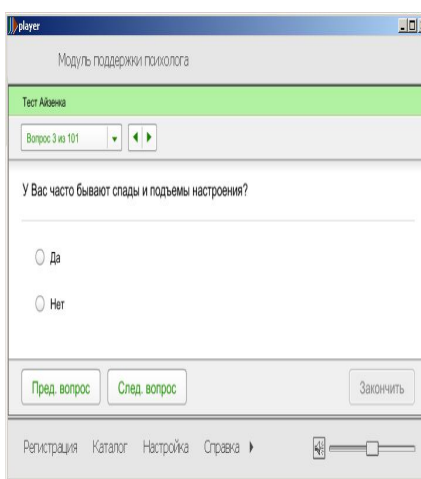 player
Модуль поддержки психолога
Тест Айзенка
Вопрос 3 из 101
У Вас часто бывают спады и подъемы настроения?
Да
Нет
Пред. вопрос След. вопрос Закончить
Регистрация Каталог Настройка Справка